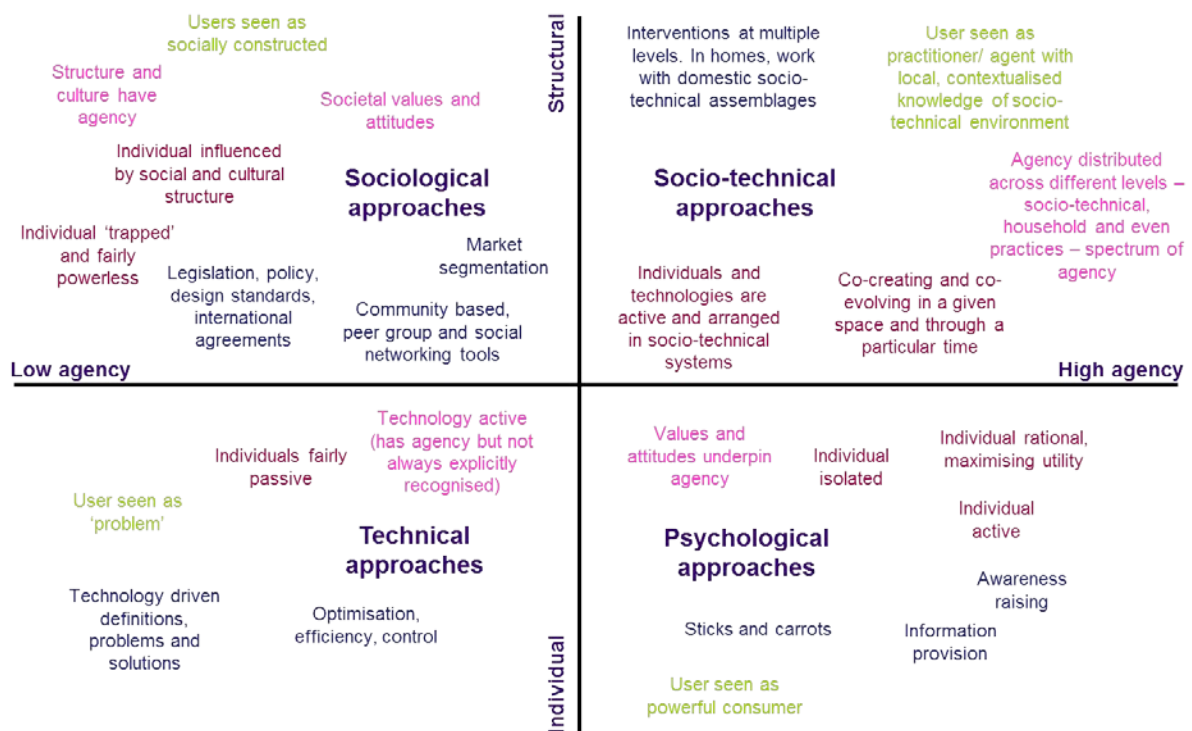 Users seen as
socially constructed
Structure and
culture have
agency
Societal values and
attitudes
Individual influenced
by social and cultural
structure
Sociological
approaches
Individual ‘trapped’
and fairly
powerless
Market
segmentation
Legislation, policy,
design standards,
international
agreements
Community based,
peer group and social
networking tools
Low agency
Structural
Interventions at multiple
levels. In homes, work
with domestic socio-
technical assemblages
User seen as
practitioner/ agent with
local, contextualised
knowledge of socio-
technical environment
Socio-technical
approaches
Agency distributed
across different levels –
socio-technical,
household and even
practices – spectrum of
agency
Individuals and
technologies are
active and arranged
in socio-technical
systems
Co-creating and co-
evolving in a given
space and through a
particular time
High agency
Technology active
(has agency but not
always explicitly
recognised)
Individuals fairly
passive
User seen as
‘problem’
Technical
approaches
Technology driven
definitions,
problems and
solutions
Optimisation,
efficiency, control
Individual
Values and
attitudes underpin
agency
Individual
isolated
Individual rational,
maximising utility
Individual
active
Psychological
approaches
Awareness
raising
Sticks and carrots
Information
provision
User seen as
powerful consumer